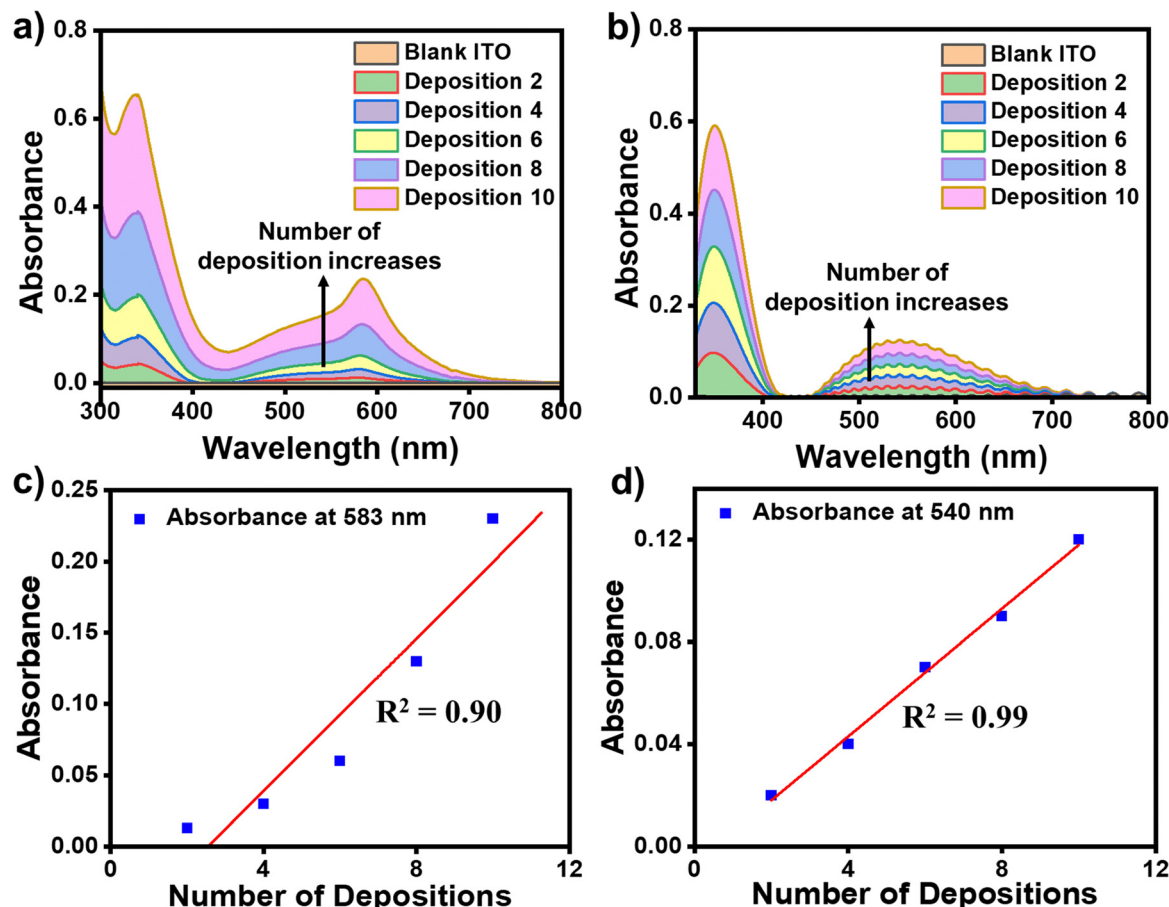 a)
0.8
0.6
0.4
0.2
0.0
Absorbance
Blank ITO
Deposition 2
Deposition 4
Deposition 6
Deposition 8
Deposition 10
Number of
deposition increases
300 400 500 600 700 800
Wavelength (nm)
b)
0.8
0.6
0.4
0.2
0.0
Absorbance
Blank ITO
Deposition 2
Deposition 4
Deposition 6
Deposition 8
Deposition 10
Number of
deposition increases
400 500 600 700 800
Wavelength (nm)
c)
0.25
0.20
0.15
0.10
0.05
0.00
Absorbance
Absorbance at 583 nm
R² = 0.90
0 4 8 12
Number of Depositions
d)
0.12
0.08
0.04
0.00
Absorbance
Absorbance at 540 nm
R² = 0.99
0 4 8 12
Number of Depositions